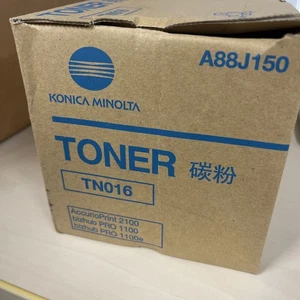 A88J150
KONICA MINOLTA
TONER 碳粉
TN016
AccurioPrint 2100
bizhub PRO 1100
bizhub PRO 1100e